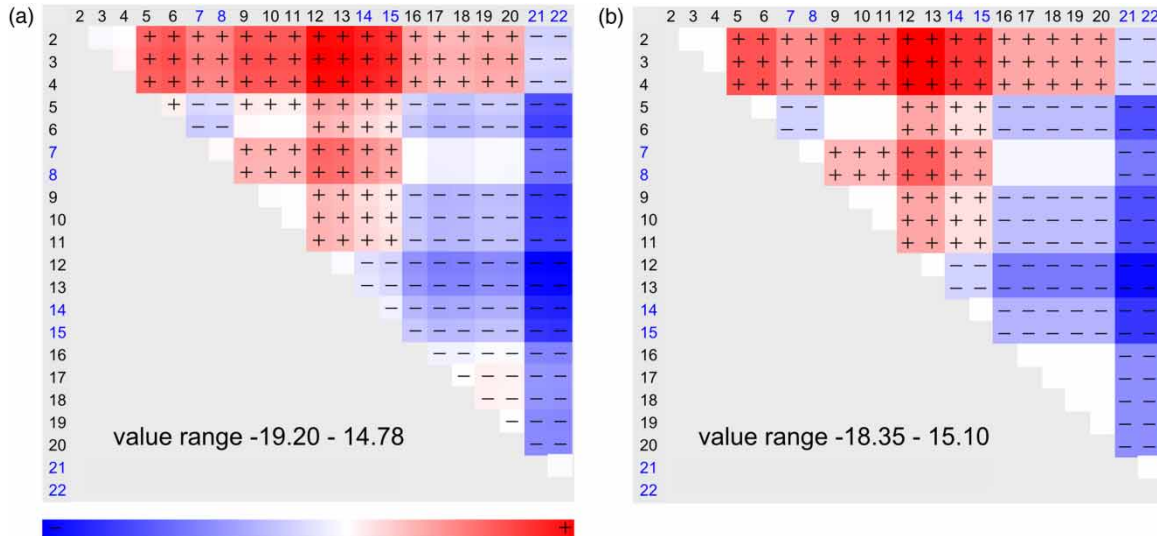 (a)
2 3 4 5 6 7 8 9 10 11 12 13 14 15 16 17 18 19 20 21 22
2 + + + + + + + + + + + + + + + + − −
3 + + + + + + + + + + + + + + + + − −
4 + + + + + + + + + + + + + + + + − −
5 + − − + + + + + + + − − − − − − −
6 − − + + + + − − − − − − −
7 + + + + + + + − −
8 + + + + + + + − −
9 + + + + − − − − − − −
10 + + + + − − − − − − −
11 + + + + − − − − − − −
12 − − − − − − − − −
13 − − − − − − − − −
14 − − − − − − − −
15 − − − − − − −
16 − − − − − −
17 − − − − − −
18 − − − −
19 − − −
20 − −
21
22
value range -19.20 - 14.78
− +
(b)
2 3 4 5 6 7 8 9 10 11 12 13 14 15 16 17 18 19 20 21 22
2 + + + + + + + + + + + + + + + + − −
3 + + + + + + + + + + + + + + + + − −
4 + + + + + + + + + + + + + + + + − −
5 − − + + + + − − − − − − −
6 − − + + + + − − − − − − −
7 + + + + + + + − −
8 + + + + + + + − −
9 + + + + − − − − − − −
10 + + + + − − − − − − −
11 + + + + − − − − − − −
12 − − − − − − − − −
13 − − − − − − − − −
14 − − − − − − −
15 − − − − − − −
16 − −
17 − −
18 − −
19 − −
20 − −
21
22
value range -18.35 - 15.10